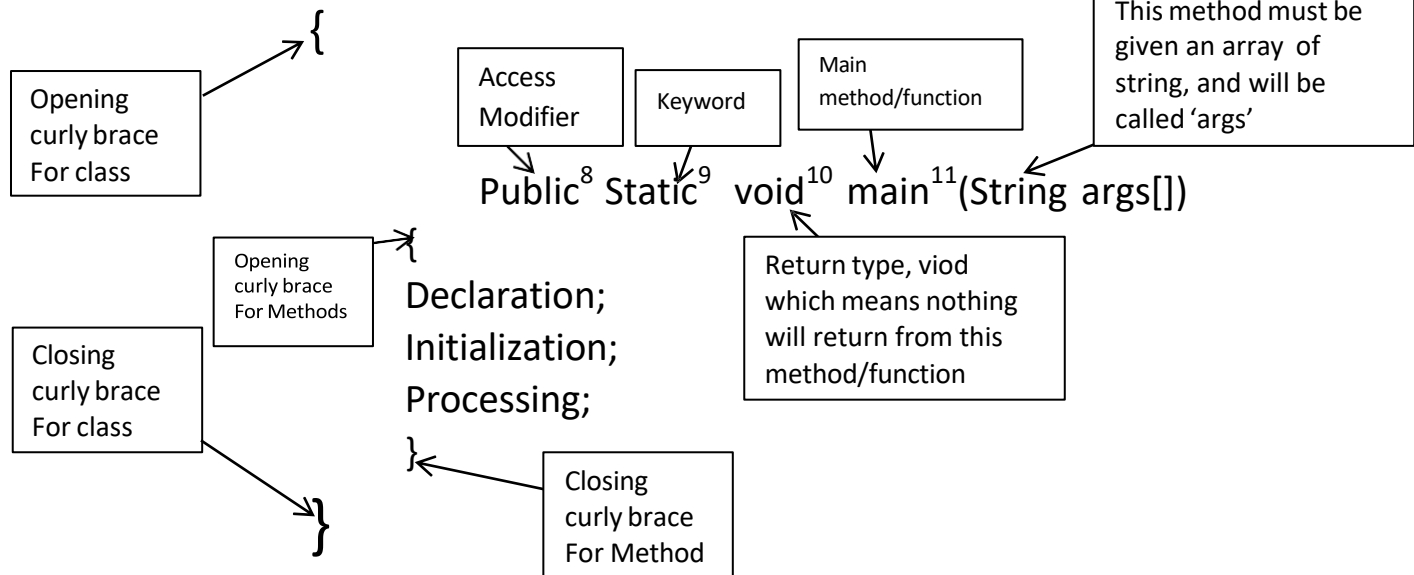 {
This method must be
given an array of
string, and will be
called ‘args’
Access
Modifier
Keyword
Main
method/function
Opening
curly brace
For class
Public⁸ Static⁹ void¹⁰ main¹¹(String args[])
{
Opening
curly brace
For Methods
Return type, viod
which means nothing
will return from this
method/function
Declaration;
Initialization;
Processing;
Closing
curly brace
For class
}
Closing
curly brace
For Method
}